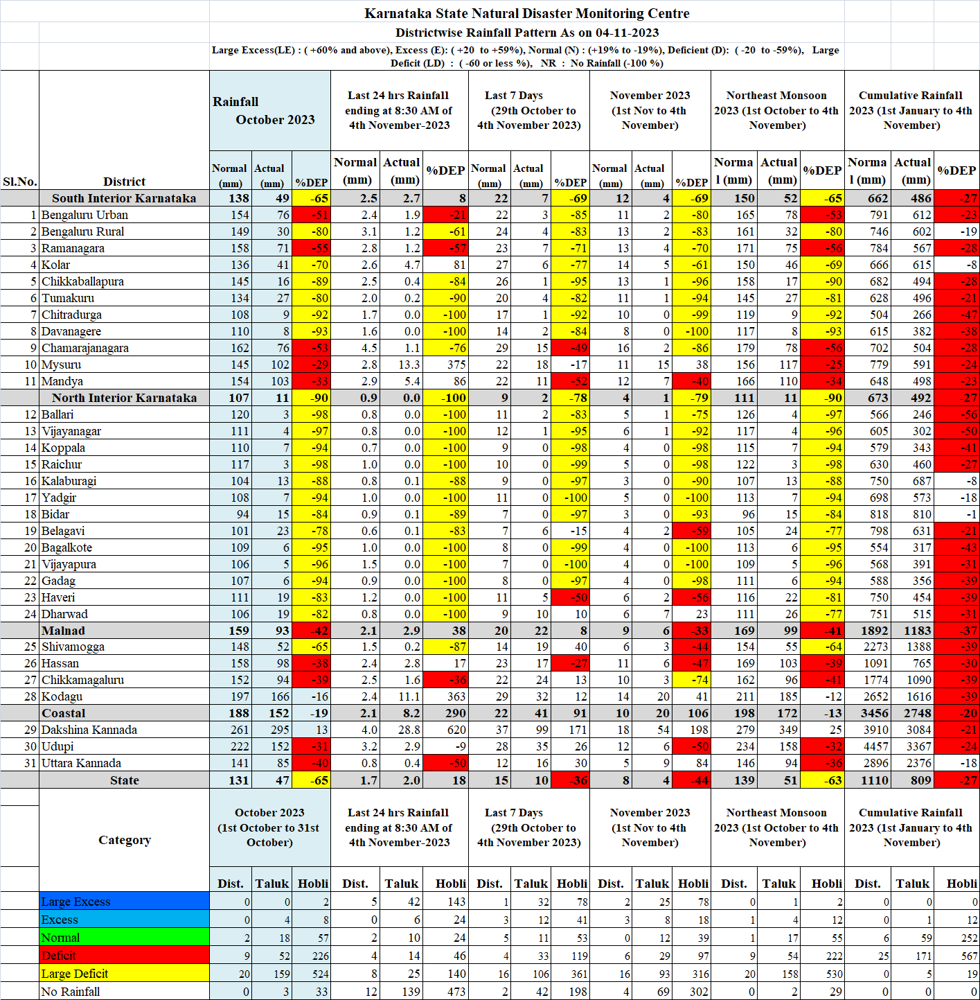 Karnataka State Natural Disaster Monitoring Centre
Districtwise Rainfall Pattern As on 04-11-2023
Large Excess(LE) : ( +60% and above), Excess (E): ( +20 to +59%), Normal (N) : (+19% to -19%), Deficient (D): ( -20 to -59%), Large
Deficit (LD) : ( -60 or less %), NR : No Rainfall (-100 %)
Sl.No. District
Rainfall
October 2023
Last 24 hrs Rainfall
ending at 8:30 AM of
4th November-2023
Last 7 Days
(29th October to
4th November 2023)
November 2023
(1st Nov to 4th
November)
Northeast Monsoon
2023 (1st October to 4th
November)
Cumulative Rainfall
2023 (1st January to 4th
November)
Normal Actual Normal Actual %DEP Normal Actual Normal Actual Norma Actual %DEP Norma Actual %DEP
(mm) (mm) %DEP (mm) (mm) (mm) (mm) %DEP (mm) (mm) %DEP l (mm) (mm) l (mm) (mm)
South Interior Karnataka 138 49 -65 2.5 2.7 8 22 7 -69 12 4 -69 150 52 -65 662 486 -27
1 Bengaluru Urban 154 76 -51 2.4 1.9 -21 22 3 -85 11 2 -80 165 78 -53 791 612 -23
2 Bengaluru Rural 149 30 -80 3.1 1.2 -61 24 4 -83 13 2 -83 161 32 -80 746 602 -19
3 Ramanagara 158 71 -55 2.8 1.2 -57 23 7 -71 13 4 -70 171 75 -56 784 567 -28
4 Kolar 136 41 -70 2.6 4.7 81 27 6 -77 14 5 -61 150 46 -69 666 615 -8
5 Chikkaballapura 145 16 -89 2.5 0.4 -84 26 1 -95 13 1 -96 158 17 -90 682 494 -28
6 Tumakuru 134 27 -80 2.0 0.2 -90 20 4 -82 11 1 -94 145 27 -81 628 496 -21
7 Chitradurga 108 9 -92 1.7 0.0 -100 17 1 -92 10 0 -99 119 9 -92 504 266 -47
8 Davanagere 110 8 -93 1.6 0.0 -100 14 2 -84 8 0 -100 117 8 -93 615 382 -38
9 Chamarajanagara 162 76 -53 4.5 1.1 -76 29 15 -49 16 2 -86 179 78 -56 702 504 -28
10 Mysuru 145 102 -29 2.8 13.3 375 22 18 -17 11 15 38 156 117 -25 779 591 -24
11 Mandya 154 103 -33 2.9 5.4 86 22 11 -52 12 7 -40 166 110 -34 648 498 -23
North Interior Karnataka 107 11 -90 0.9 0.0 -100 9 2 -78 4 1 -79 111 11 -90 673 492 -27
12 Ballari 120 3 -98 0.8 0.0 -100 11 2 -83 5 1 -75 126 4 -97 566 246 -56
13 Vijayanagar 111 4 -97 0.8 0.0 -100 12 1 -95 6 1 -92 117 4 -96 605 302 -50
14 Koppala 110 7 -94 0.7 0.0 -100 9 0 -98 4 0 -98 115 7 -94 579 343 -41
15 Raichur 117 3 -98 1.0 0.0 -100 10 0 -99 5 0 -98 122 3 -98 630 460 -27
16 Kalaburagi 104 13 -88 0.8 0.1 -88 9 0 -97 3 0 -90 107 13 -88 750 687 -8
17 Yadgir 108 7 -94 1.0 0.0 -100 11 0 -100 5 0 -100 113 7 -94 698 573 -18
18 Bidar 94 15 -84 0.9 0.1 -89 7 0 -97 3 0 -93 96 15 -84 818 810 -1
19 Belagavi 101 23 -78 0.6 0.1 -83 7 6 -15 4 2 -59 105 24 -77 798 631 -21
20 Bagalkote 109 6 -95 1.0 0.0 -100 8 0 -99 4 0 -100 113 6 -95 554 317 -43
21 Vijayapura 106 5 -96 1.5 0.0 -100 7 0 -100 4 0 -100 109 5 -96 568 391 -31
22 Gadag 107 6 -94 0.9 0.0 -100 8 0 -97 4 0 -98 111 6 -94 588 356 -39
23 Haveri 111 19 -83 1.2 0.0 -100 11 5 -50 6 2 -56 116 22 -81 750 454 -39
24 Dharwad 106 19 -82 0.8 0.0 -100 9 10 10 6 7 23 111 26 -77 751 515 -31
Malnad 159 93 -42 2.1 2.9 38 20 22 8 9 6 -33 169 99 -41 1892 1183 -37
25 Shivamogga 148 52 -65 1.5 0.2 -87 14 19 40 6 3 -44 154 55 -64 2273 1388 -39
26 Hassan 158 98 -38 2.4 2.8 17 23 17 -27 11 6 -47 169 103 -39 1091 765 -30
27 Chikkamagaluru 152 94 -39 2.5 1.6 -36 22 24 13 10 3 -74 162 96 -41 1774 1090 -39
28 Kodagu 197 166 -16 2.4 11.1 363 29 32 12 14 20 41 211 185 -12 2652 1616 -39
Coastal 188 152 -19 2.1 8.2 290 22 41 91 10 20 106 198 172 -13 3456 2748 -20
29 Dakshina Kannada 261 295 13 4.0 28.8 620 37 99 171 18 54 198 279 349 25 3910 3084 -21
30 Udupi 222 152 -31 3.2 2.9 -9 28 35 26 12 6 -50 234 158 -32 4457 3367 -24
31 Uttara Kannada 141 85 -40 0.8 0.4 -50 12 16 30 5 9 84 146 94 -36 2896 2376 -18
State 131 47 -65 1.7 2.0 18 15 10 -36 8 4 -44 139 51 -63 1110 809 -27
Category
October 2023
(1st October to 31st
October)
Last 24 hrs Rainfall
ending at 8:30 AM of
4th November-2023
Last 7 Days
(29th October to
4th November 2023)
November 2023
(1st Nov to 4th
November)
Northeast Monsoon
2023 (1st October to 4th
November)
Cumulative Rainfall
2023 (1st January to 4th
November)
Dist. Taluk Hobli Dist. Taluk Hobli Dist. Taluk Hobli Dist. Taluk Hobli Dist. Taluk Hobli Dist. Taluk Hobli
Large Excess 0 0 2 5 42 143 1 32 78 2 25 78 0 1 2 0 0 0
Excess 0 4 8 0 6 24 3 12 41 3 8 18 1 4 12 0 1 12
Normal 2 18 57 2 10 24 5 11 53 0 12 39 1 17 55 6 59 252
Deficit 9 52 226 4 14 46 4 33 119 6 29 97 9 54 222 25 171 567
Large Deficit 20 159 524 8 25 140 16 106 361 16 93 316 20 158 530 0 5 19
No Rainfall 0 3 33 12 139 473 2 42 198 4 69 302 0 2 29 0 0 0